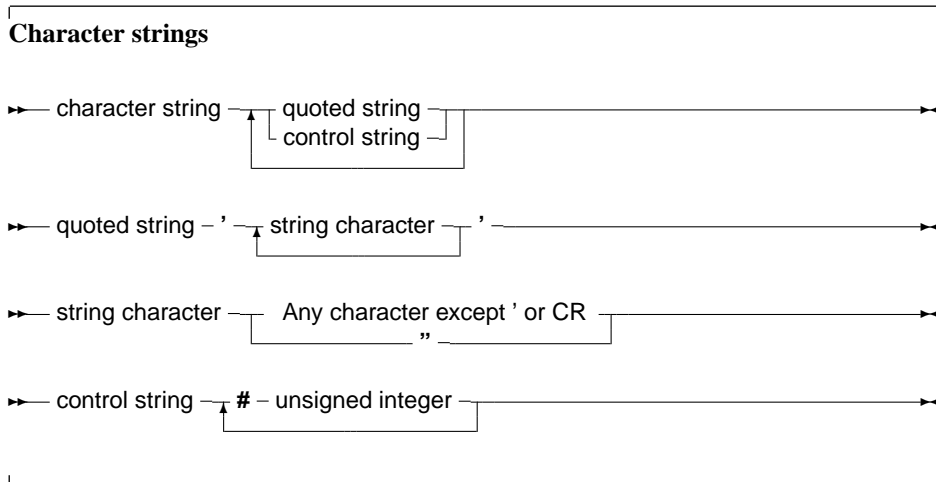 Character strings
character string quoted string
control string
quoted string ’ string character ’
string character Any character except ’ or CR
”
control string # unsigned integer